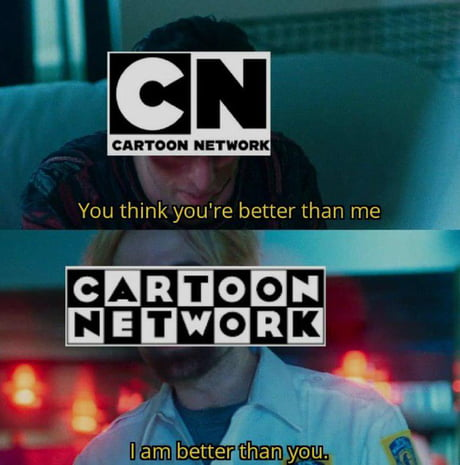 CN
CARTOON NETWORK
You think you're better than me
CARTOON
NETWORK
I am better than you.